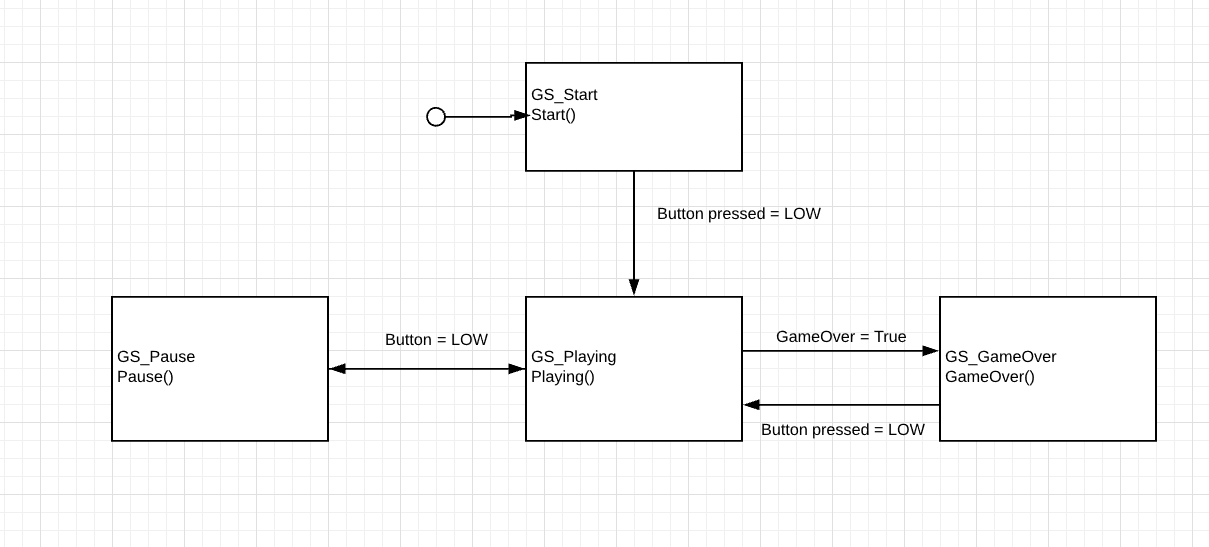 GS_Start
Start()
Button pressed = LOW
Button = LOW
GameOver = True
GS_Pause
Pause()
GS_Playing
Playing()
GS_GameOver
GameOver()
Button pressed = LOW